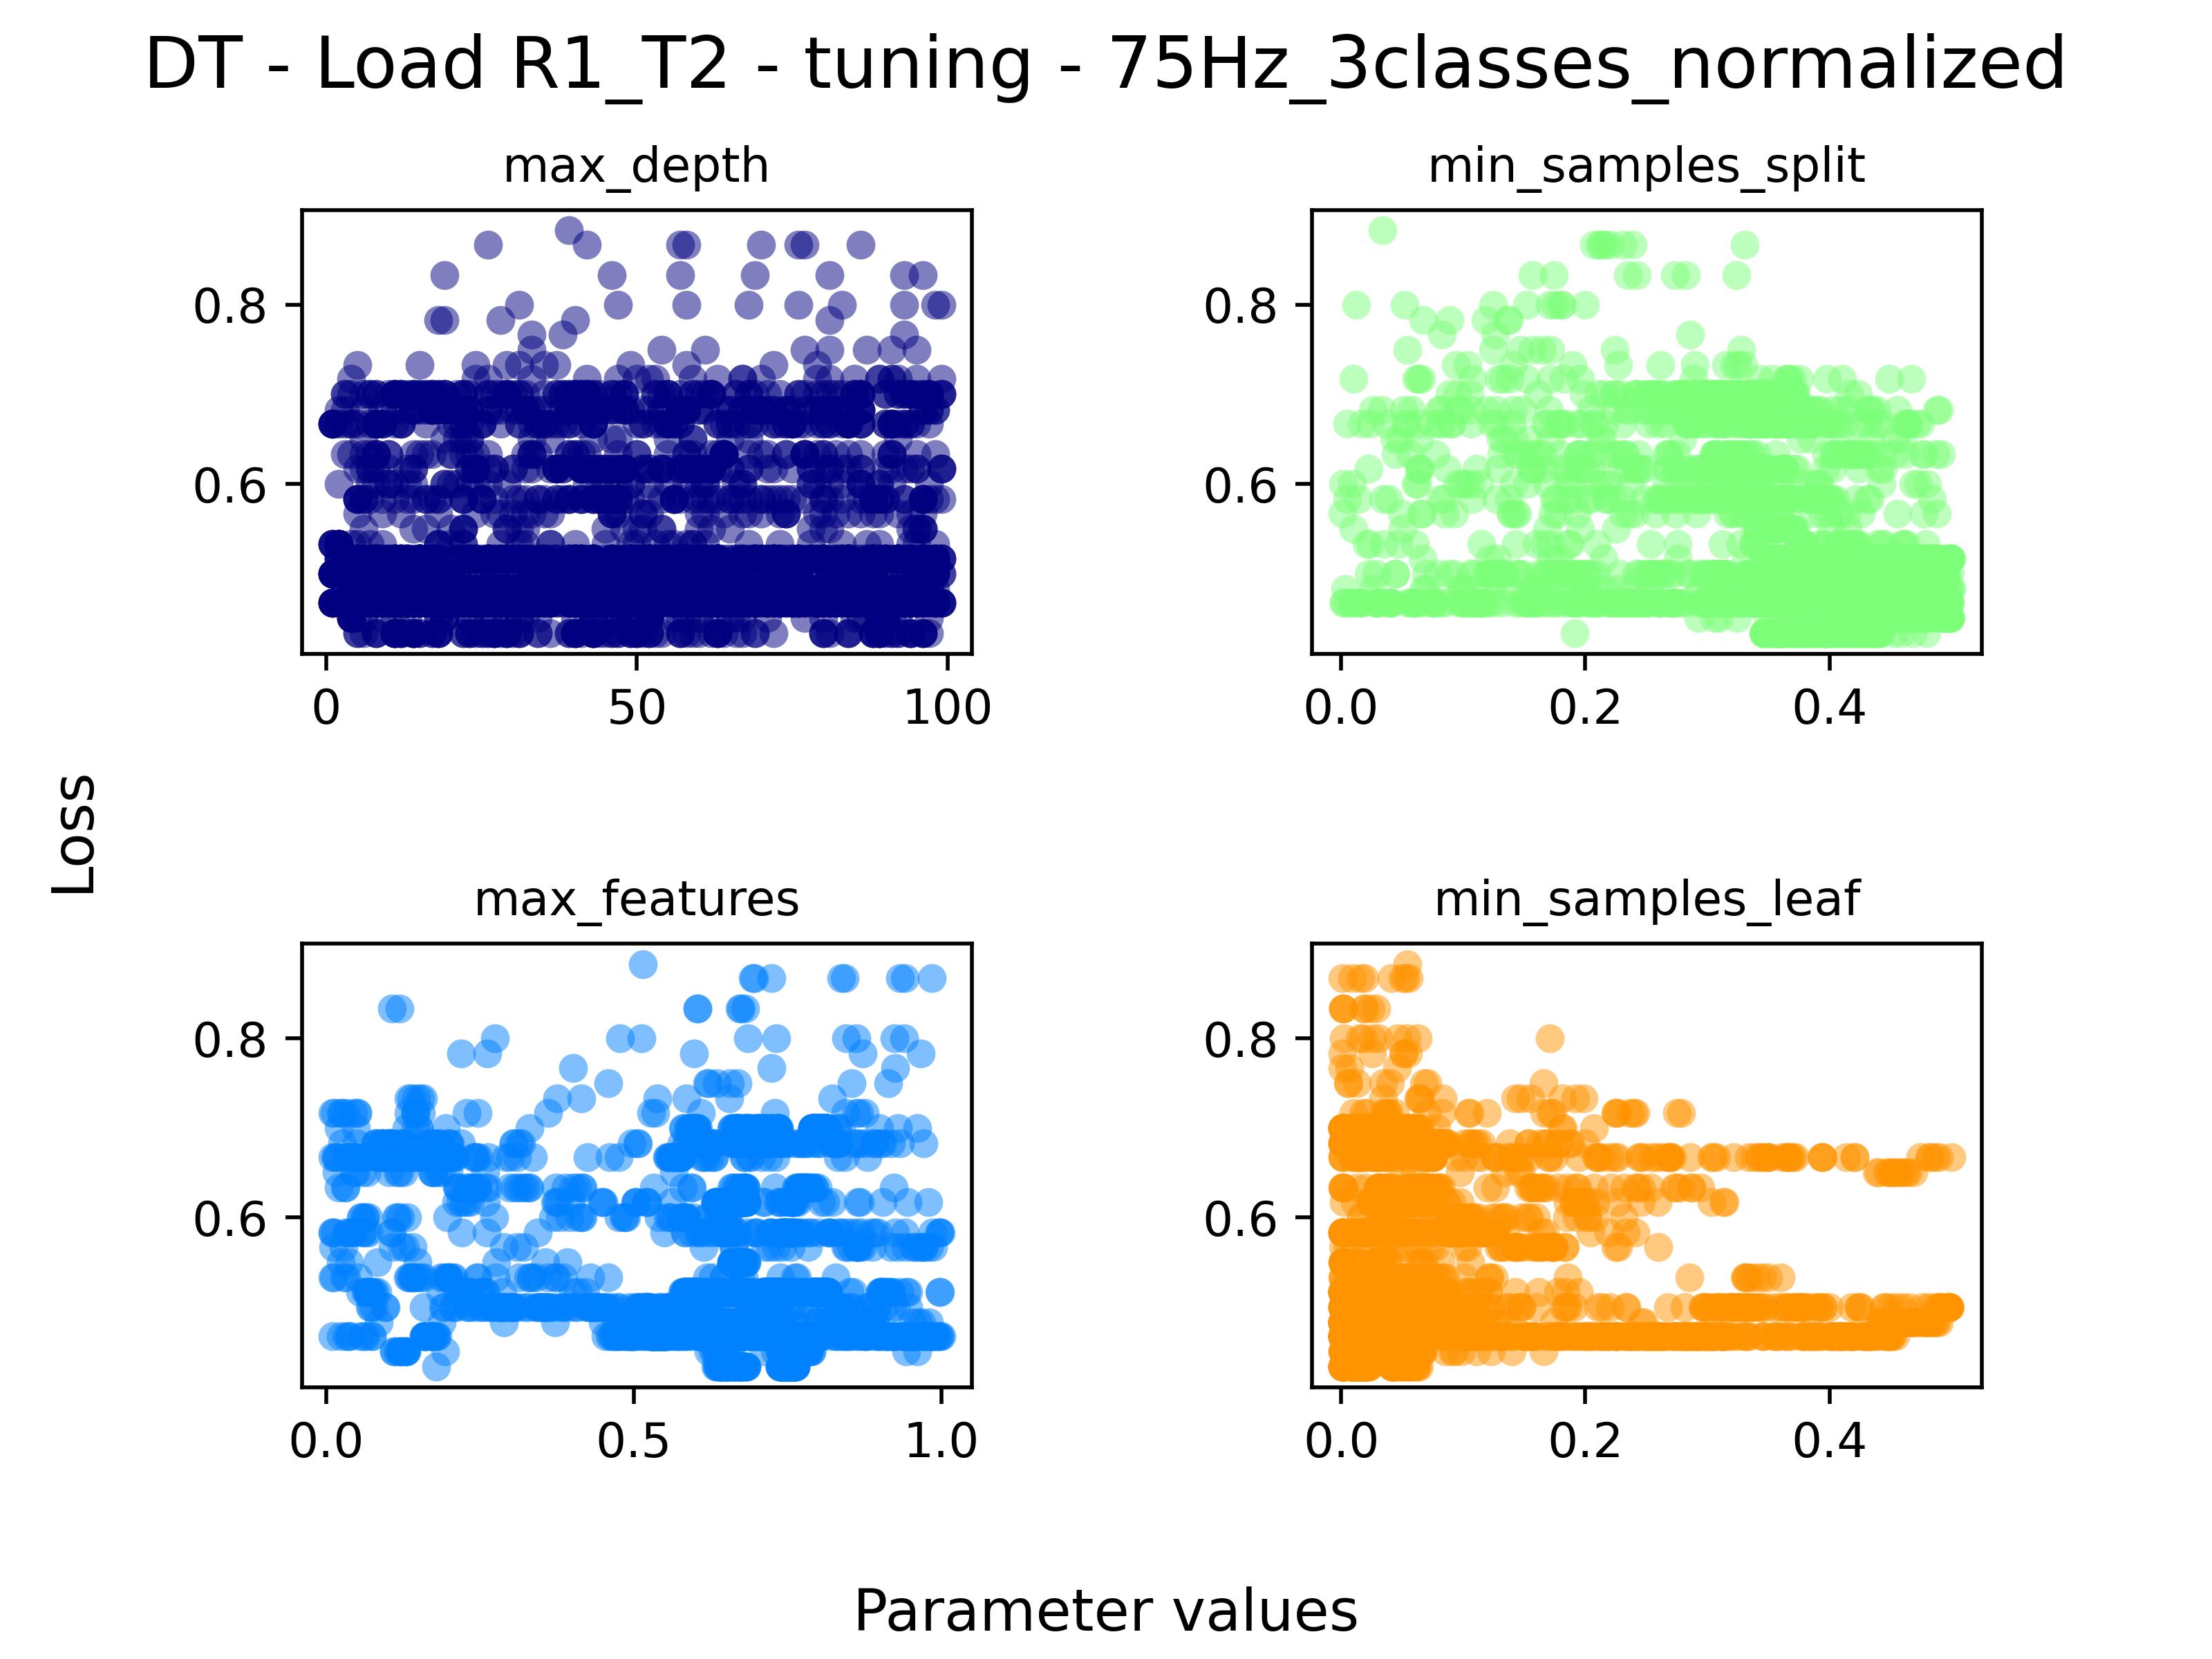 DT - Load R1_T2 - tuning - 75Hz_3classes_normalized
max_depth
0.8
0.6
0 50 100
min_samples_split
0.8
0.6
0.0 0.2 0.4
Loss
max_features
0.8
0.6
0.0 0.5 1.0
min_samples_leaf
0.8
0.6
0.0 0.2 0.4
Parameter values